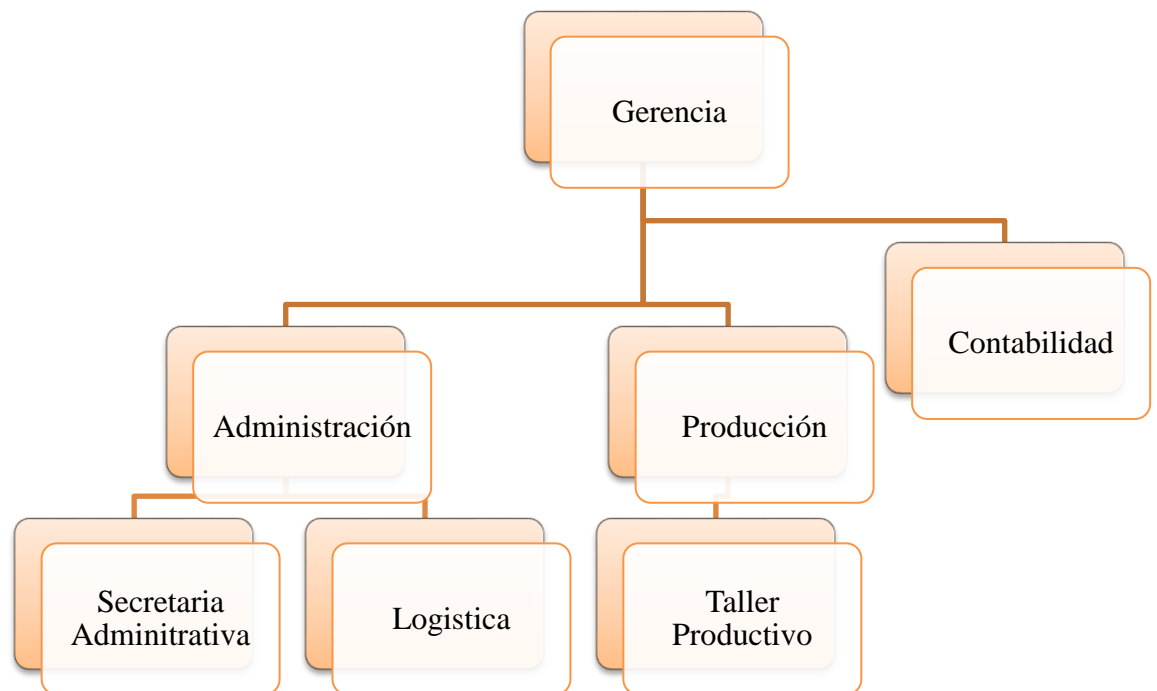 Gerencia
Contabilidad
Administración
Producción
Secretaria
Adminitrativa
Logistica
Taller
Productivo